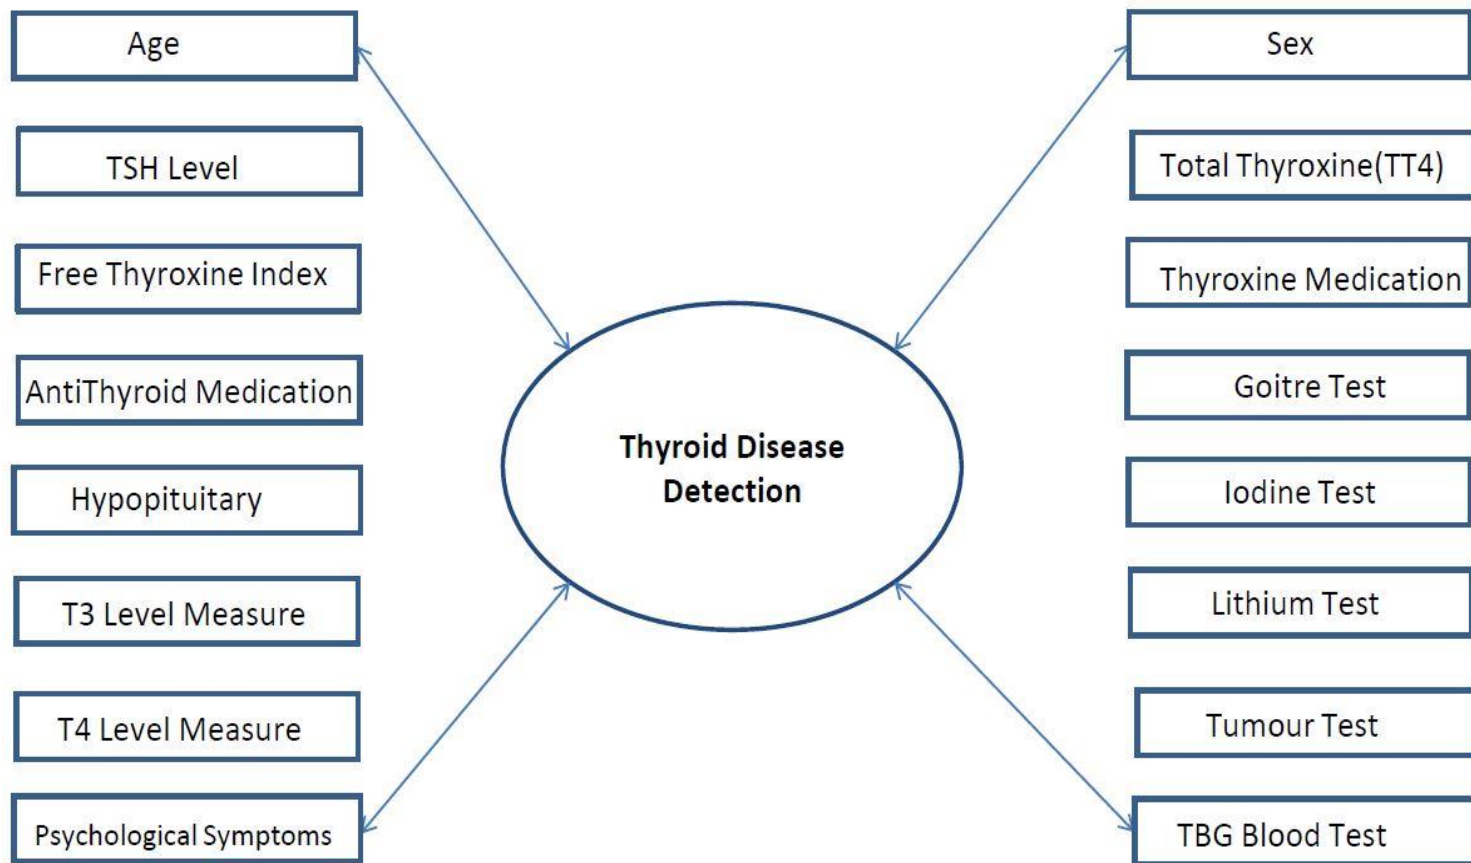 Age
TSH Level
Free Thyroxine Index
AntiThyroid Medication
Hypopituitary
T3 Level Measure
T4 Level Measure
Psychological Symptoms
Thyroid Disease
Detection
Sex
Total Thyroxine(TT4)
Thyroxine Medication
Goitre Test
Iodine Test
Lithium Test
Tumour Test
TBG Blood Test